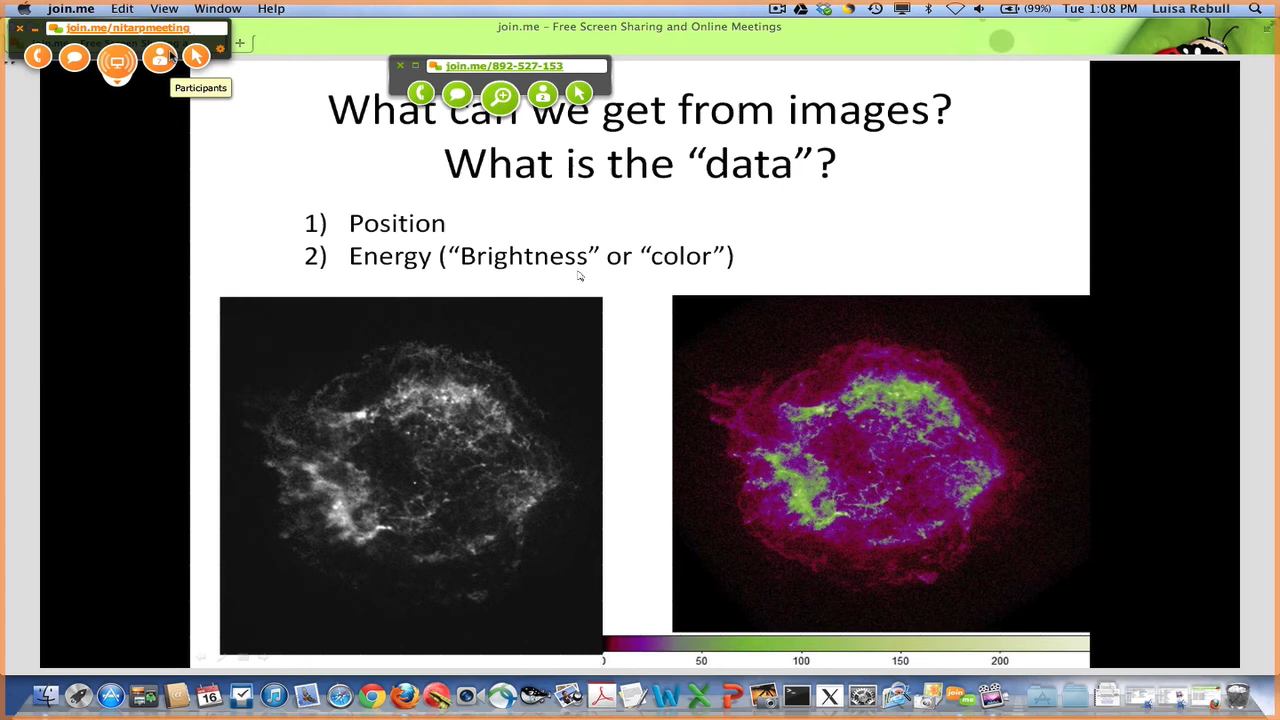 join.me Edit View Window Help (99%) Tue 1:08 PM Luisa Rebull
join.me – Free Screen Sharing and Online Meetings
join.me/nitarpmeeting
Participants
join.me/892-527-153
What can we get from images?
What is the “data”?
1) Position
2) Energy (“Brightness” or “color”)
0 50 100 150 200